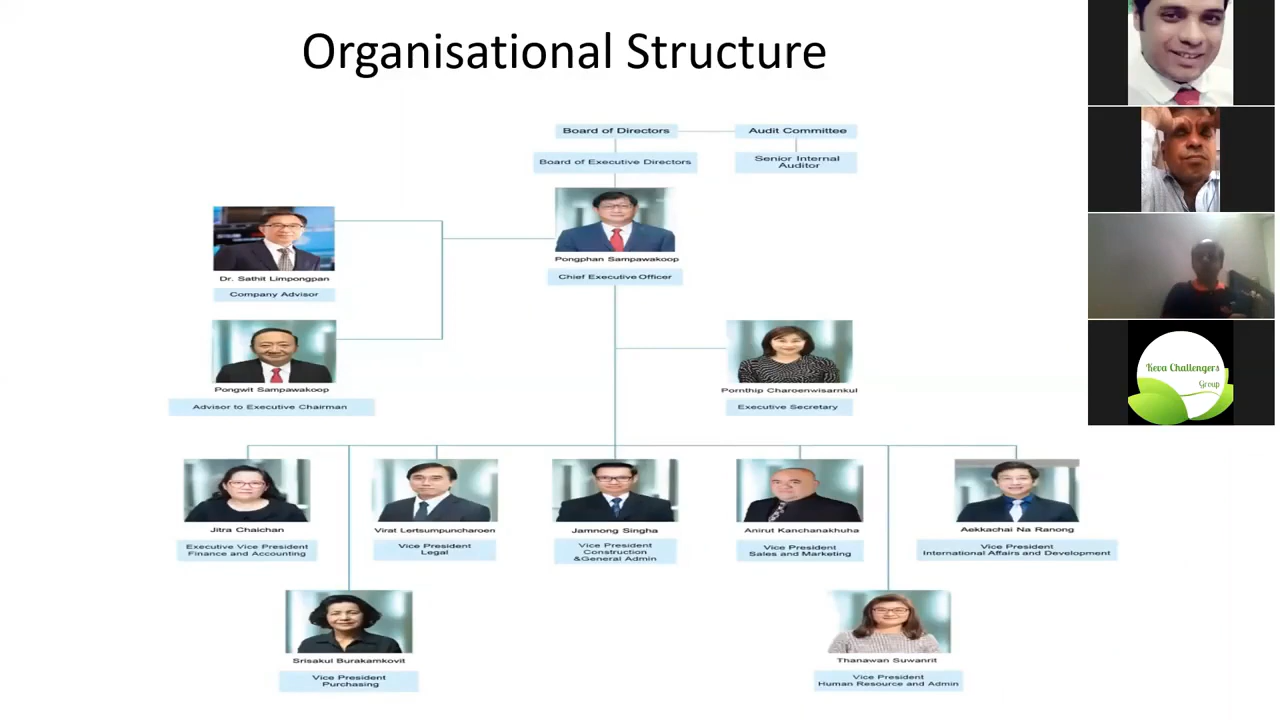 Organisational Structure
Board of Directors
Audit Committee
Board of Executive Directors
Senior Internal
Auditor
Pongphan Sampawakoop
Chief Executive Officer
Dr. Sathit Limpongpan
Company Advisor
Pongwit Sampawakoop
Advisor to Executive Chairman
Pornthip Charoenwisarnkul
Executive Secretary
Jitra Chaichan
Executive Vice President
Finance and Accounting
Virat Lertsumpuncharoen
Vice President
Legal
Jamnong Singha
Vice President
Construction
&General Admin
Anirut Kanchanakhuha
Vice President
Sales and Marketing
Aekkachai Na Ranong
Vice President
International Affairs and Development
Srisakul Burakamkovit
Vice President
Purchasing
Thanawan Suwanrit
Vice President
Human Resource and Admin
Keva Challengers
Group